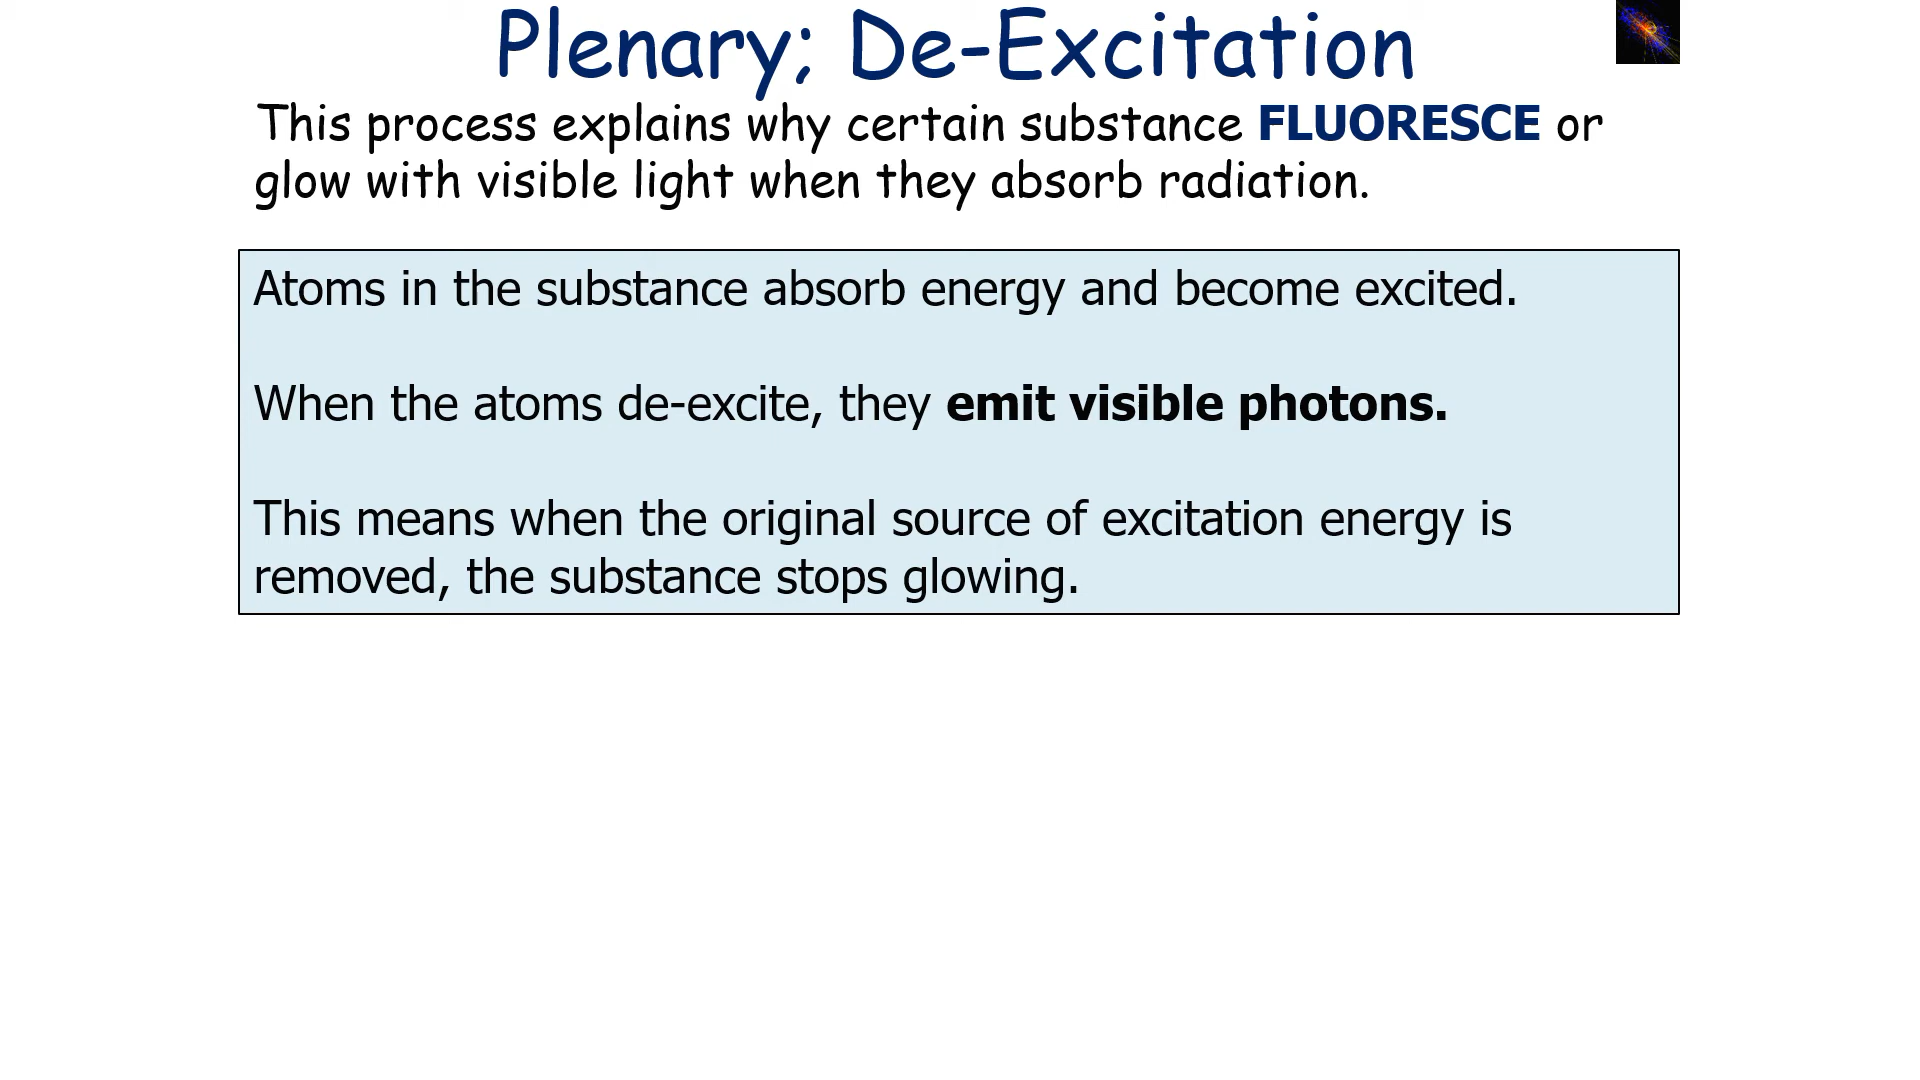 Plenary; De-Excitation
This process explains why certain substance FLUORESCE or
glow with visible light when they absorb radiation.
Atoms in the substance absorb energy and become excited.
When the atoms de-excite, they emit visible photons.
This means when the original source of excitation energy is
removed, the substance stops glowing.